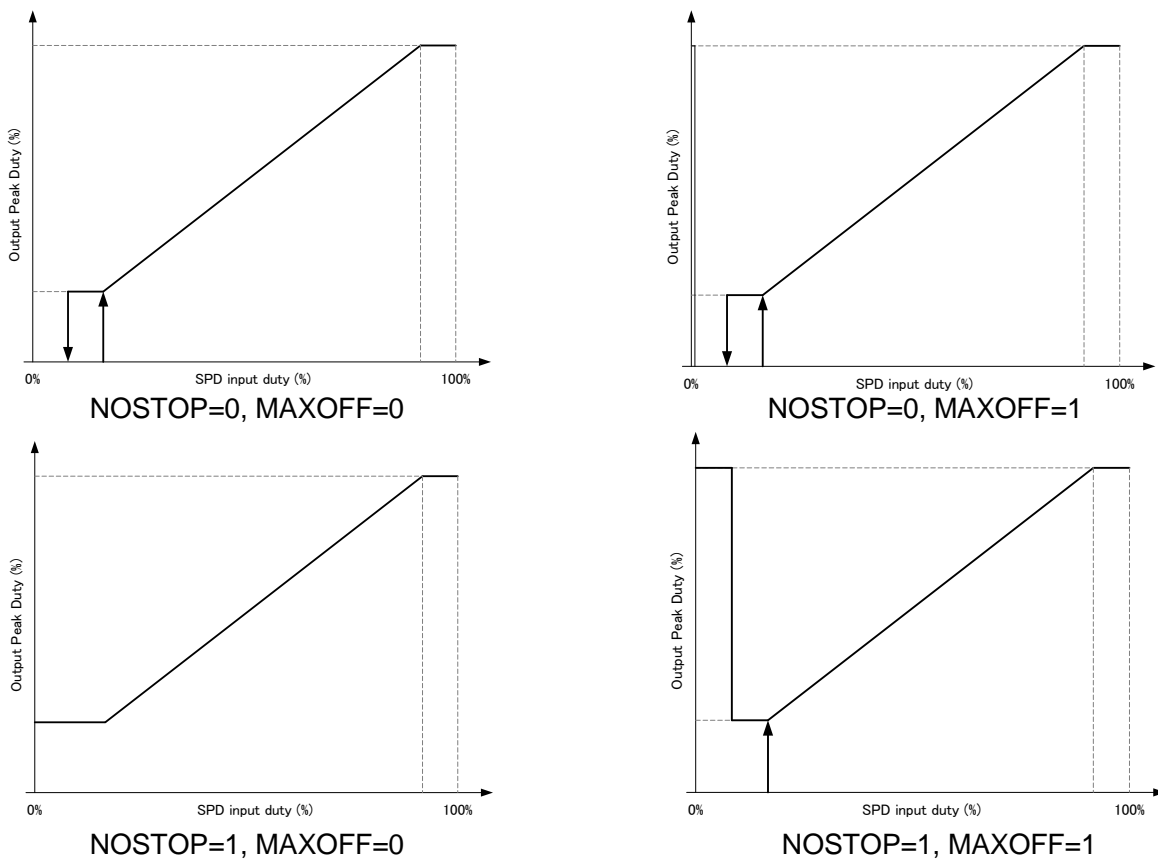 Output Peak Duty (%)
0%
SPD input duty (%)
100%
NOSTOP=0, MAXOFF=0
Output Peak Duty (%)
0%
SPD input duty (%)
100%
NOSTOP=0, MAXOFF=1
Output Peak Duty (%)
0%
SPD input duty (%)
100%
NOSTOP=1, MAXOFF=0
Output Peak Duty (%)
0%
SPD input duty (%)
100%
NOSTOP=1, MAXOFF=1